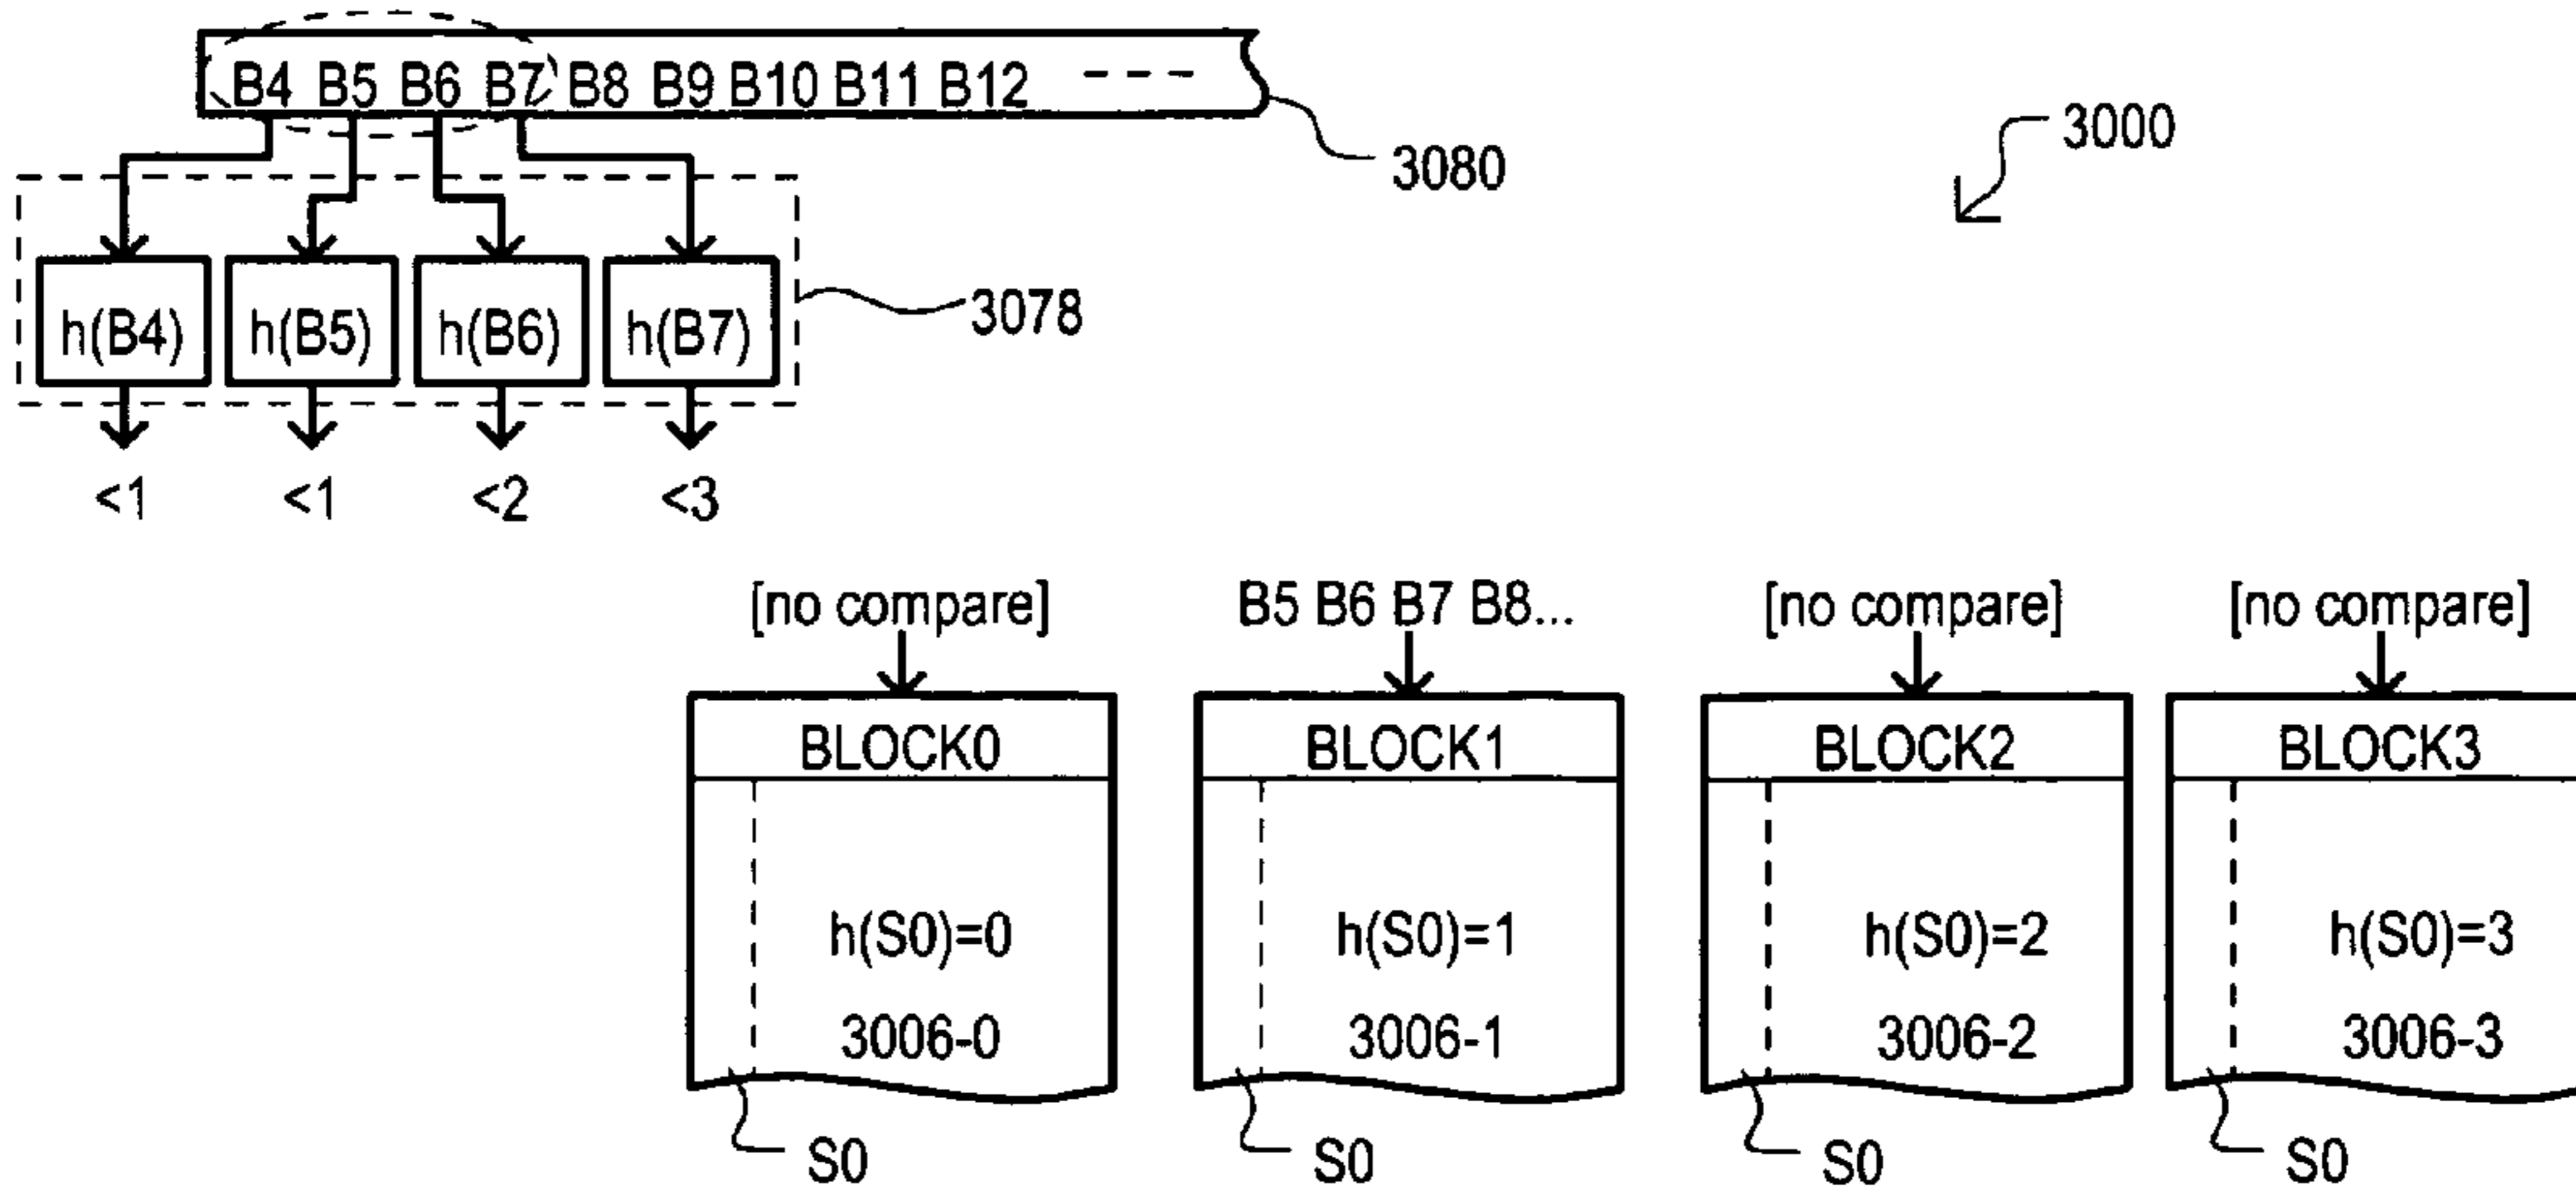 B4 B5 B6 B7 B8 B9 B10 B11 B12 - - - -
3080
3000
h(B4) h(B5) h(B6) h(B7)
3078
<1 <1 <2 <3
[no compare] B5 B6 B7 B8... [no compare] [no compare]
BLOCK0 BLOCK1 BLOCK2 BLOCK3
h(S0)=0 h(S0)=1 h(S0)=2 h(S0)=3
3006-0 3006-1 3006-2 3006-3
S0 S0 S0 S0